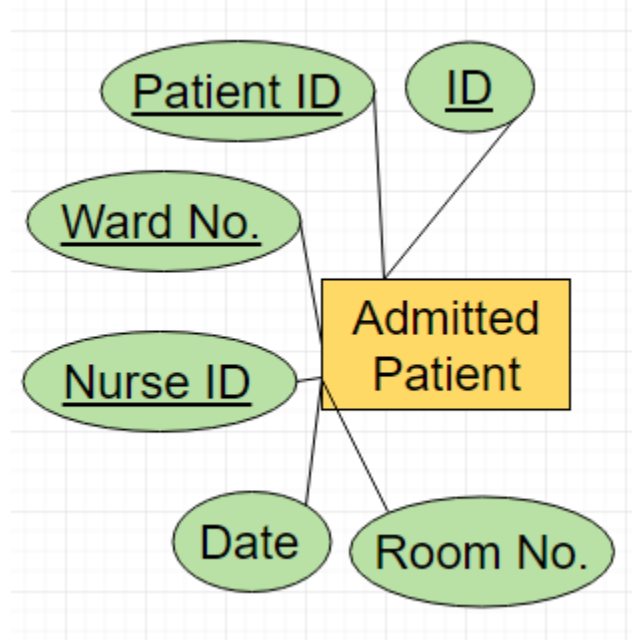 Patient ID
ID
Ward No.
Admitted
Patient
Nurse ID
Date
Room No.